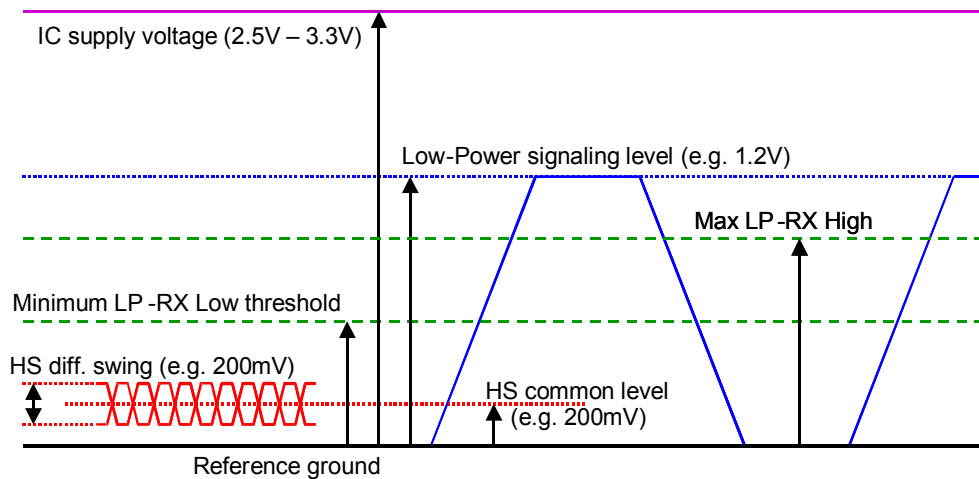 IC supply voltage (2.5V – 3.3V)
Low-Power signaling level (e.g. 1.2V)
Max LP -RX High
Minimum LP -RX Low threshold
HS diff. swing (e.g. 200mV)
HS common level
(e.g. 200mV)
Reference ground